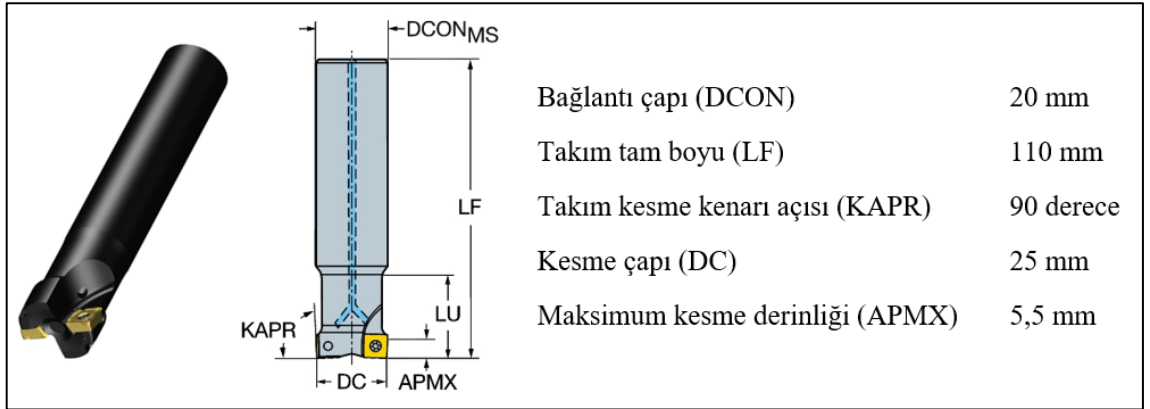 DCONMS
LF
LU
KAPR
DC
APMX
Bağlantı çapı (DCON) 20 mm
Takım tam boyu (LF) 110 mm
Takım kesme kenarı açısı (KAPR) 90 derece
Kesme çapı (DC) 25 mm
Maksimum kesme derinliği (APMX) 5,5 mm